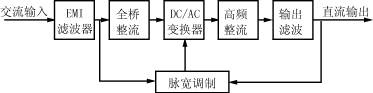 交流输入
EMI
滤波器
全桥
整流
DC/AC
变换器
高频
整流
输出
滤波
直流输出
脉宽调制